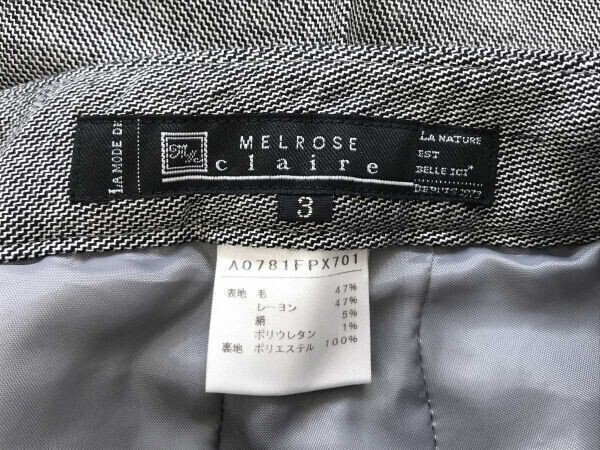 LA MODE DE
MELROSE
claire
LA NATURE
EST
BELLE ICI*
DEPUIS
3
A0781FPX701
表地 毛 47%
レーヨン 47%
絹 5%
ポリウレタン 1%
裏地 ポリエステル 100%